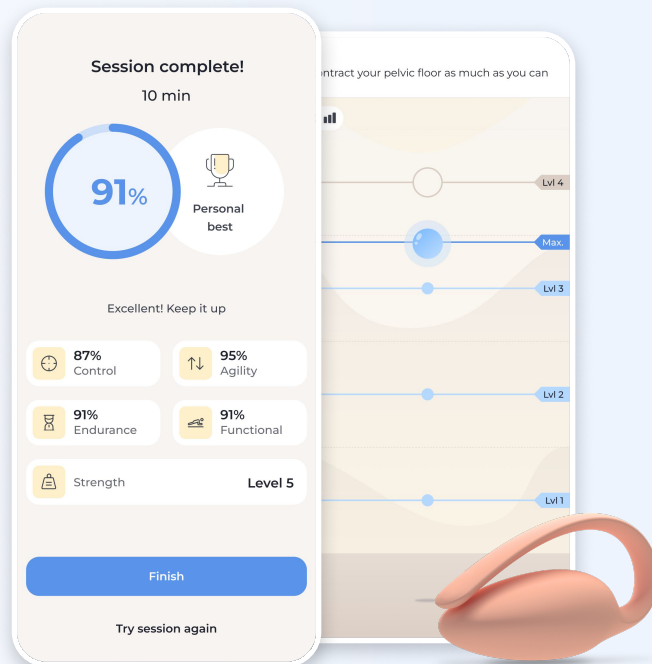 Session complete!
10 min
91%
Personal
best
Excellent! Keep it up
87%
Control
95%
Agility
91%
Endurance
91%
Functional
Strength
Level 5
Finish
Try session again
contract your pelvic floor as much as you can
Lvl 4
Max.
Lvl 3
Lvl 2
Lvl 1